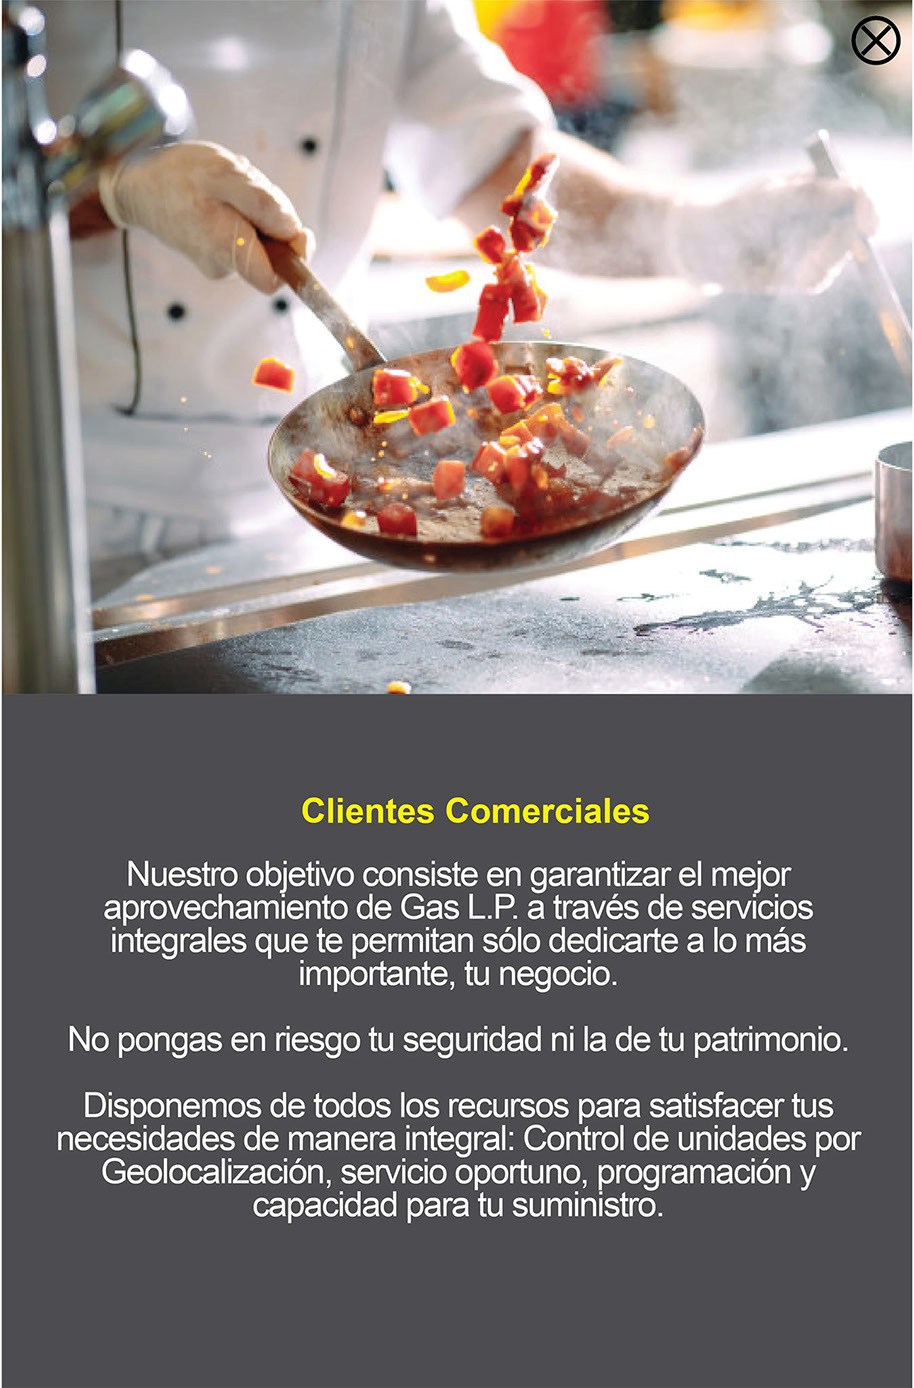 Clientes Comerciales
Nuestro objetivo consiste en garantizar el mejor
aprovechamiento de Gas L.P. a través de servicios
integrales que te permitan sólo dedicarte a lo más
importante, tu negocio.
No pongas en riesgo tu seguridad ni la de tu patrimonio.
Disponemos de todos los recursos para satisfacer tus
necesidades de manera integral: Control de unidades por
Geolocalización, servicio oportuno, programación y
capacidad para tu suministro.